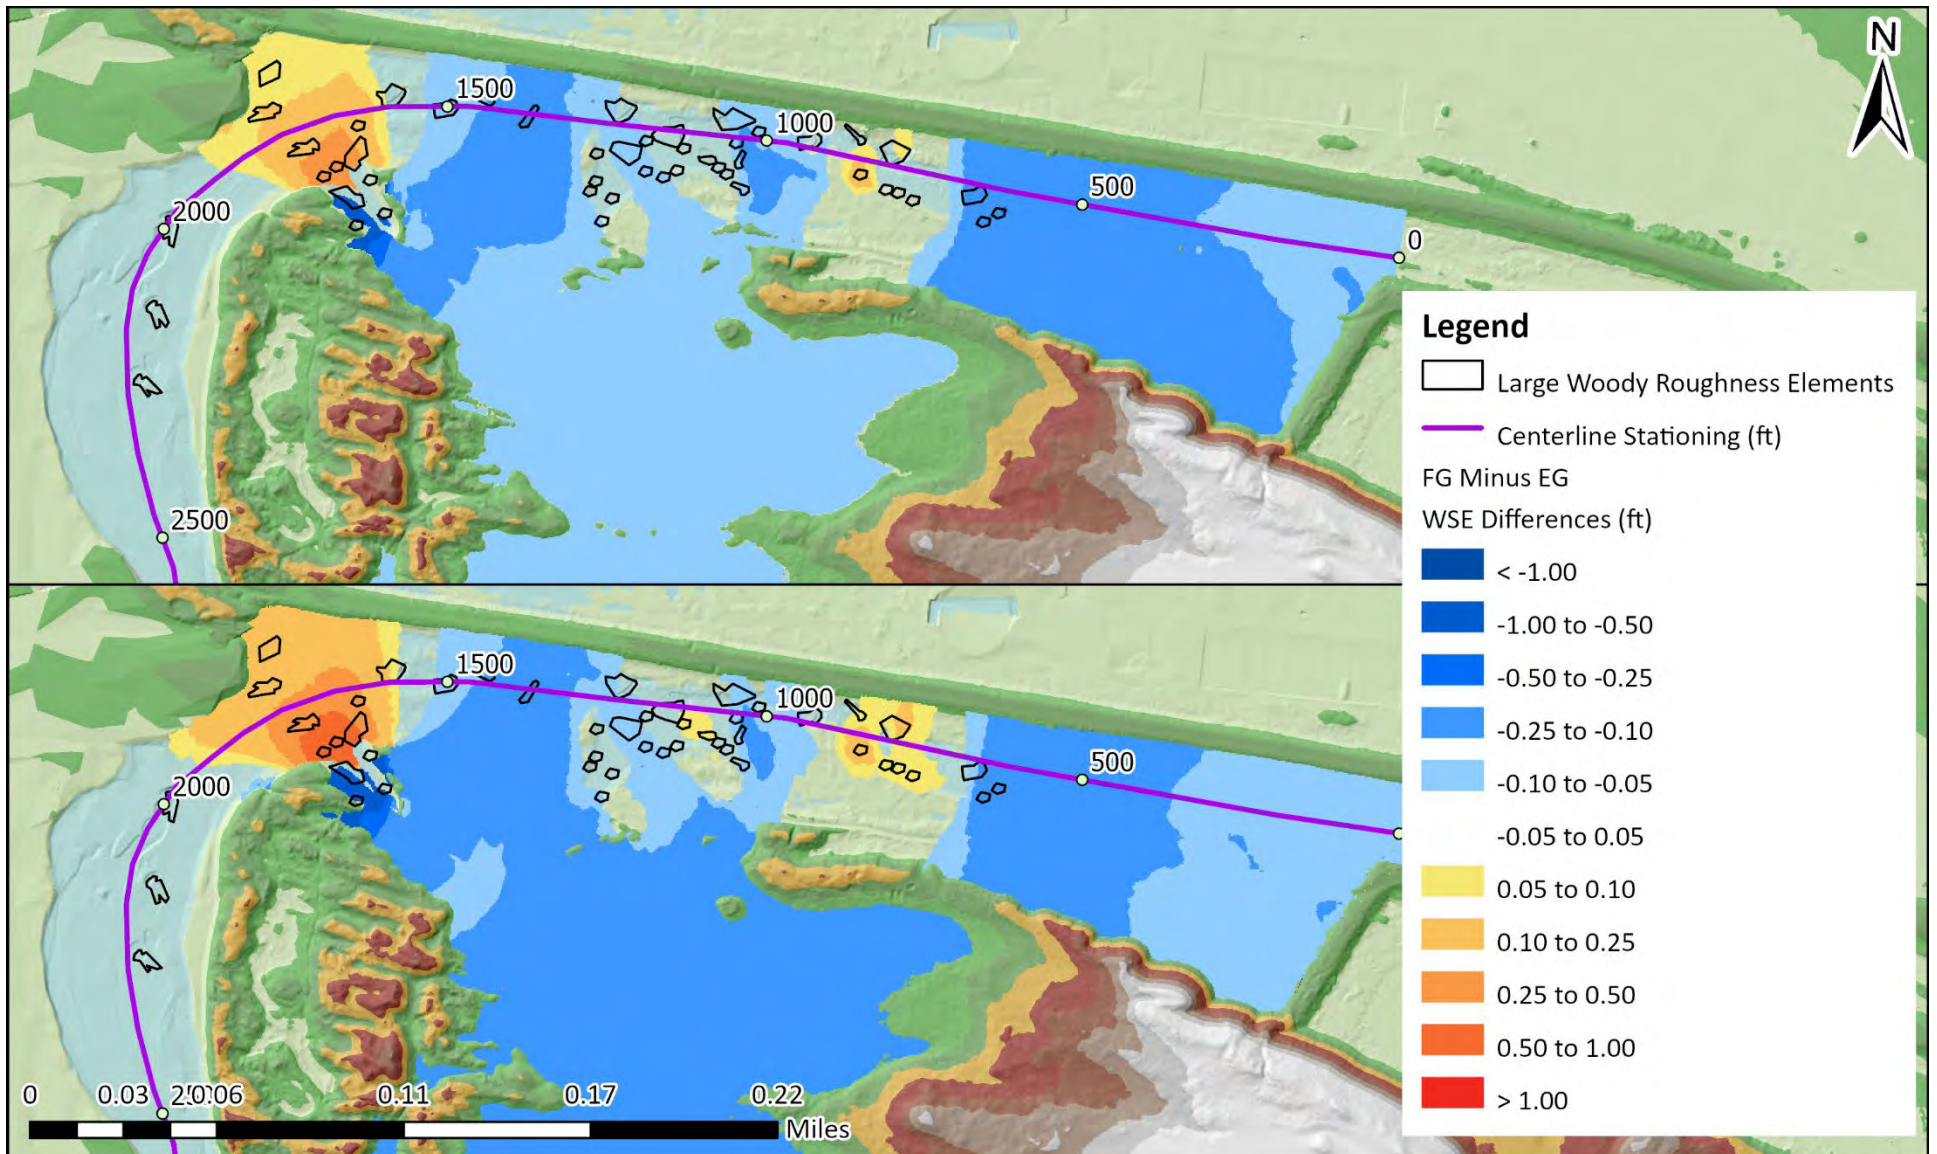 N
1500
1000
2000
500
0
2500
Legend
Large Woody Roughness Elements
Centerline Stationing (ft)
FG Minus EG
WSE Differences (ft)
< -1.00
-1.00 to -0.50
-0.50 to -0.25
-0.25 to -0.10
-0.10 to -0.05
-0.05 to 0.05
0.05 to 0.10
0.10 to 0.25
0.25 to 0.50
0.50 to 1.00
> 1.00
1500
1000
500
2000
0 0.03 0.11 0.17 0.22
Miles